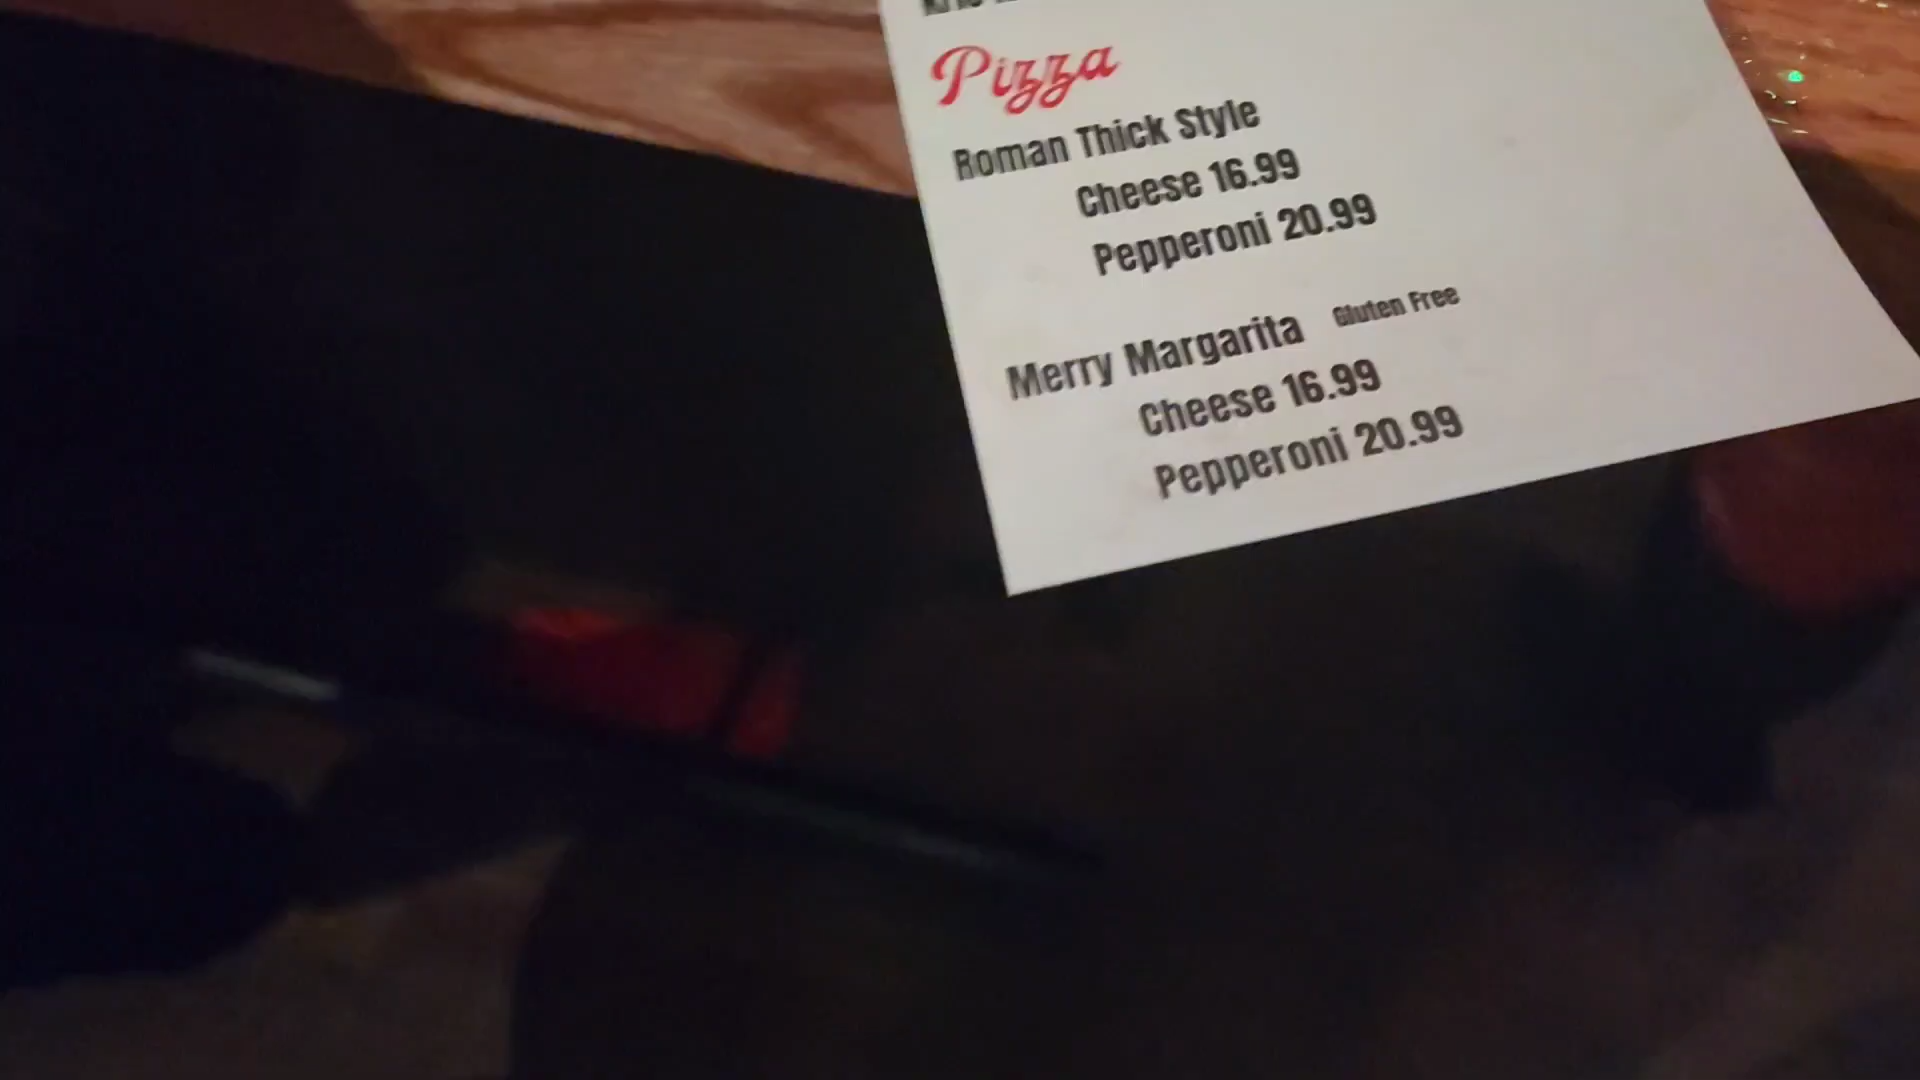 Pizza
Roman Thick Style
Cheese 16.99
Pepperoni 20.99
Merry Margarita Gluten Free
Cheese 16.99
Pepperoni 20.99